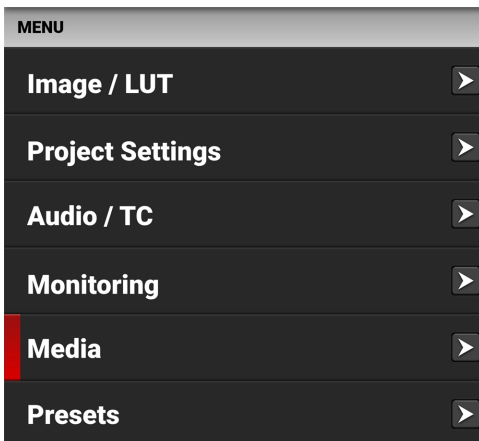 MENU
Image / LUT
Project Settings
Audio / TC
Monitoring
Media
Presets